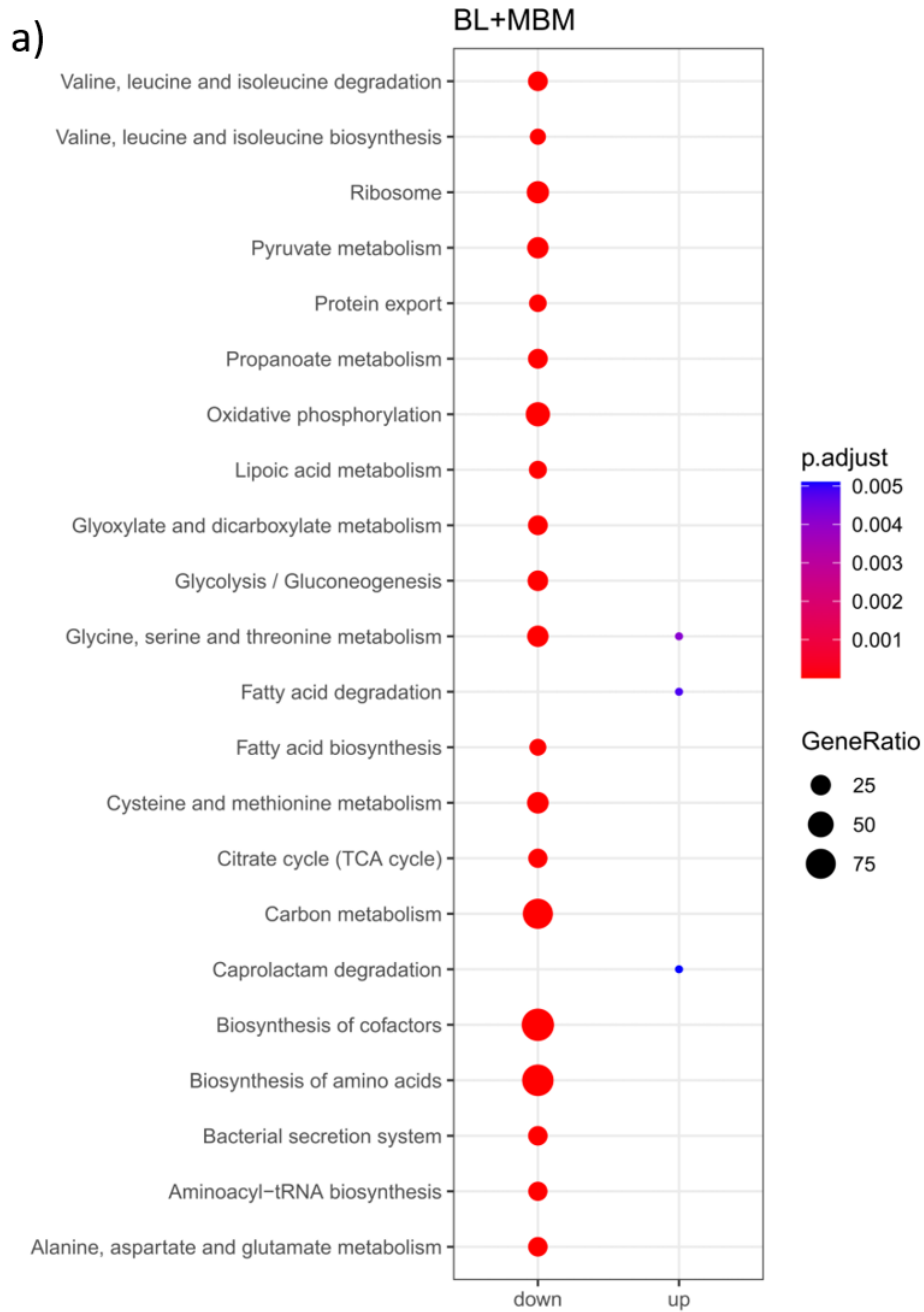 a)
BL+MBM
Valine, leucine and isoleucine degradation
Valine, leucine and isoleucine biosynthesis
Ribosome
Pyruvate metabolism
Protein export
Propanoate metabolism
Oxidative phosphorylation
Lipoic acid metabolism
Glyoxylate and dicarboxylate metabolism
Glycolysis / Gluconeogenesis
Glycine, serine and threonine metabolism
Fatty acid degradation
Fatty acid biosynthesis
Cysteine and methionine metabolism
Citrate cycle (TCA cycle)
Carbon metabolism
Caprolactam degradation
Biosynthesis of cofactors
Biosynthesis of amino acids
Bacterial secretion system
Aminoacyl−tRNA biosynthesis
Alanine, aspartate and glutamate metabolism
down up
p.adjust
0.005
0.004
0.003
0.002
0.001
GeneRatio
25
50
75